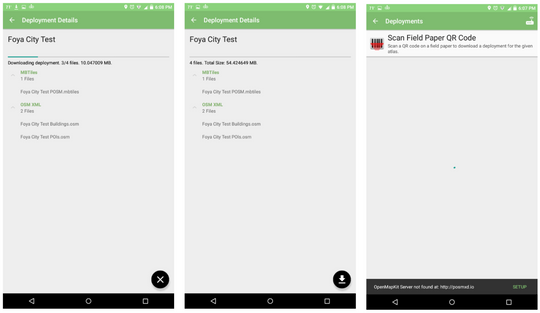 6:08 PM
Deployment Details
Foya City Test
Downloading deployment. 3/4 files. 10.047009 MB.
MBTiles
1 Files
Foya City Test POSM.mbtiles
OSM XML
2 Files
Foya City Test Buildings.osm
Foya City Test POIs.osm
6:08 PM
Deployment Details
Foya City Test
4 files. Total Size: 54.424649 MB.
MBTiles
1 Files
Foya City Test POSM.mbtiles
OSM XML
2 Files
Foya City Test Buildings.osm
Foya City Test POIs.osm
6:07 PM
Deployments
Scan Field Paper QR Code
Scan a QR code on a field paper to download a deployment for the given
atlas.
OpenMapKit Server not found at: http://posmxd.io
SETUP